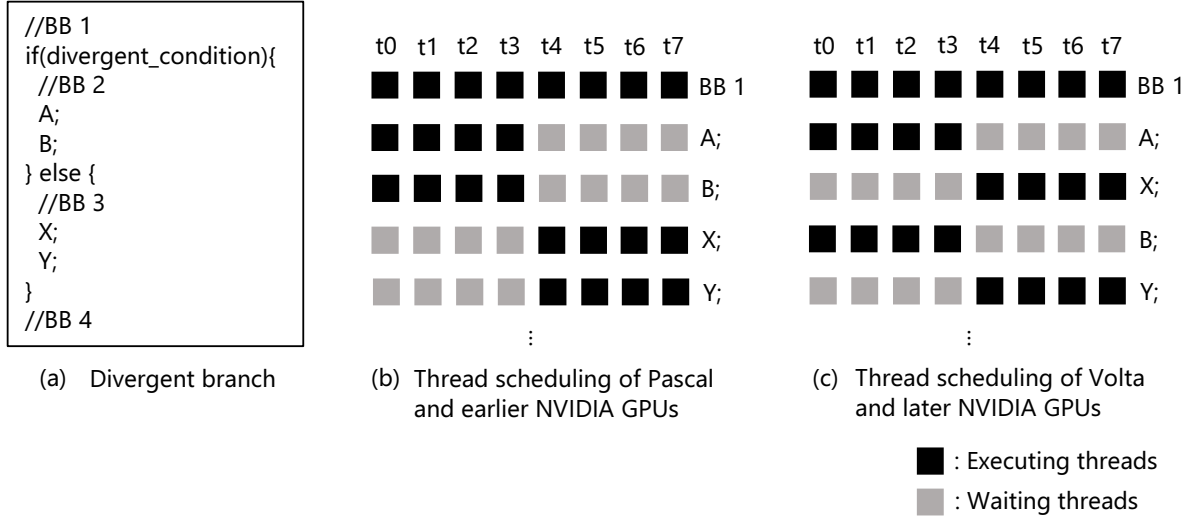 //BB 1
if(divergent_condition){
//BB 2
A;
B;
} else {
//BB 3
X;
Y;
}
//BB 4
(a) Divergent branch
t0 t1 t2 t3 t4 t5 t6 t7
BB 1
A;
B;
X;
Y;
⋮
(b) Thread scheduling of Pascal
and earlier NVIDIA GPUs
t0 t1 t2 t3 t4 t5 t6 t7
BB 1
A;
X;
B;
Y;
⋮
(c) Thread scheduling of Volta
and later NVIDIA GPUs
: Executing threads
: Waiting threads